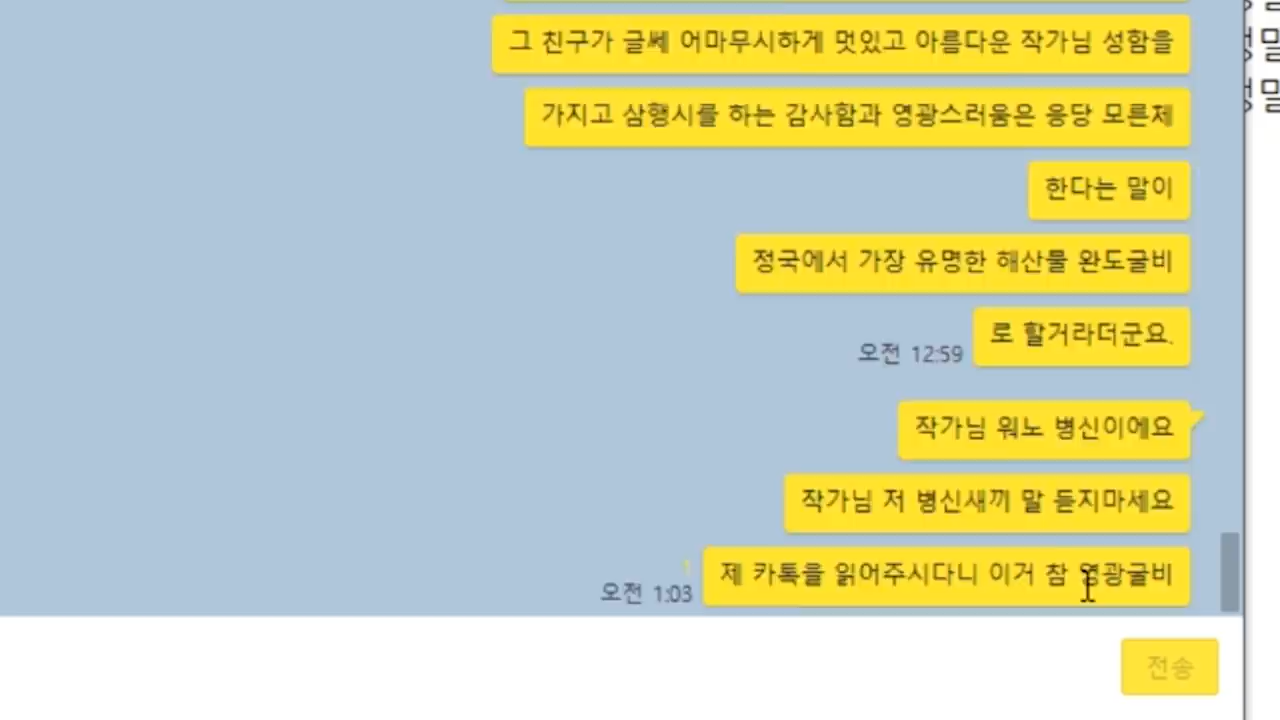 그 친구가 글쎄 어마무시하게 멋있고 아름다운 작가님 성함을
가지고 삼행시를 하는 감사함과 영광스러움은 응당 모른체
한다는 말이
정국에서 가장 유명한 해산물 완도굴비
로 할거라더군요.
오전 12:59
작가님 워노 병신이에요
작가님 저 병신새끼 말 듣지마세요
제 카톡을 읽어주시다니 이거 참 영광굴비
1
오전 1:03
전송